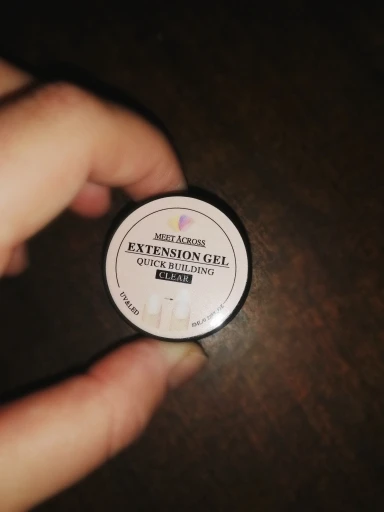 MEET ACROSS
EXTENSION GEL
QUICK BUILDING
CLEAR
UV&LED